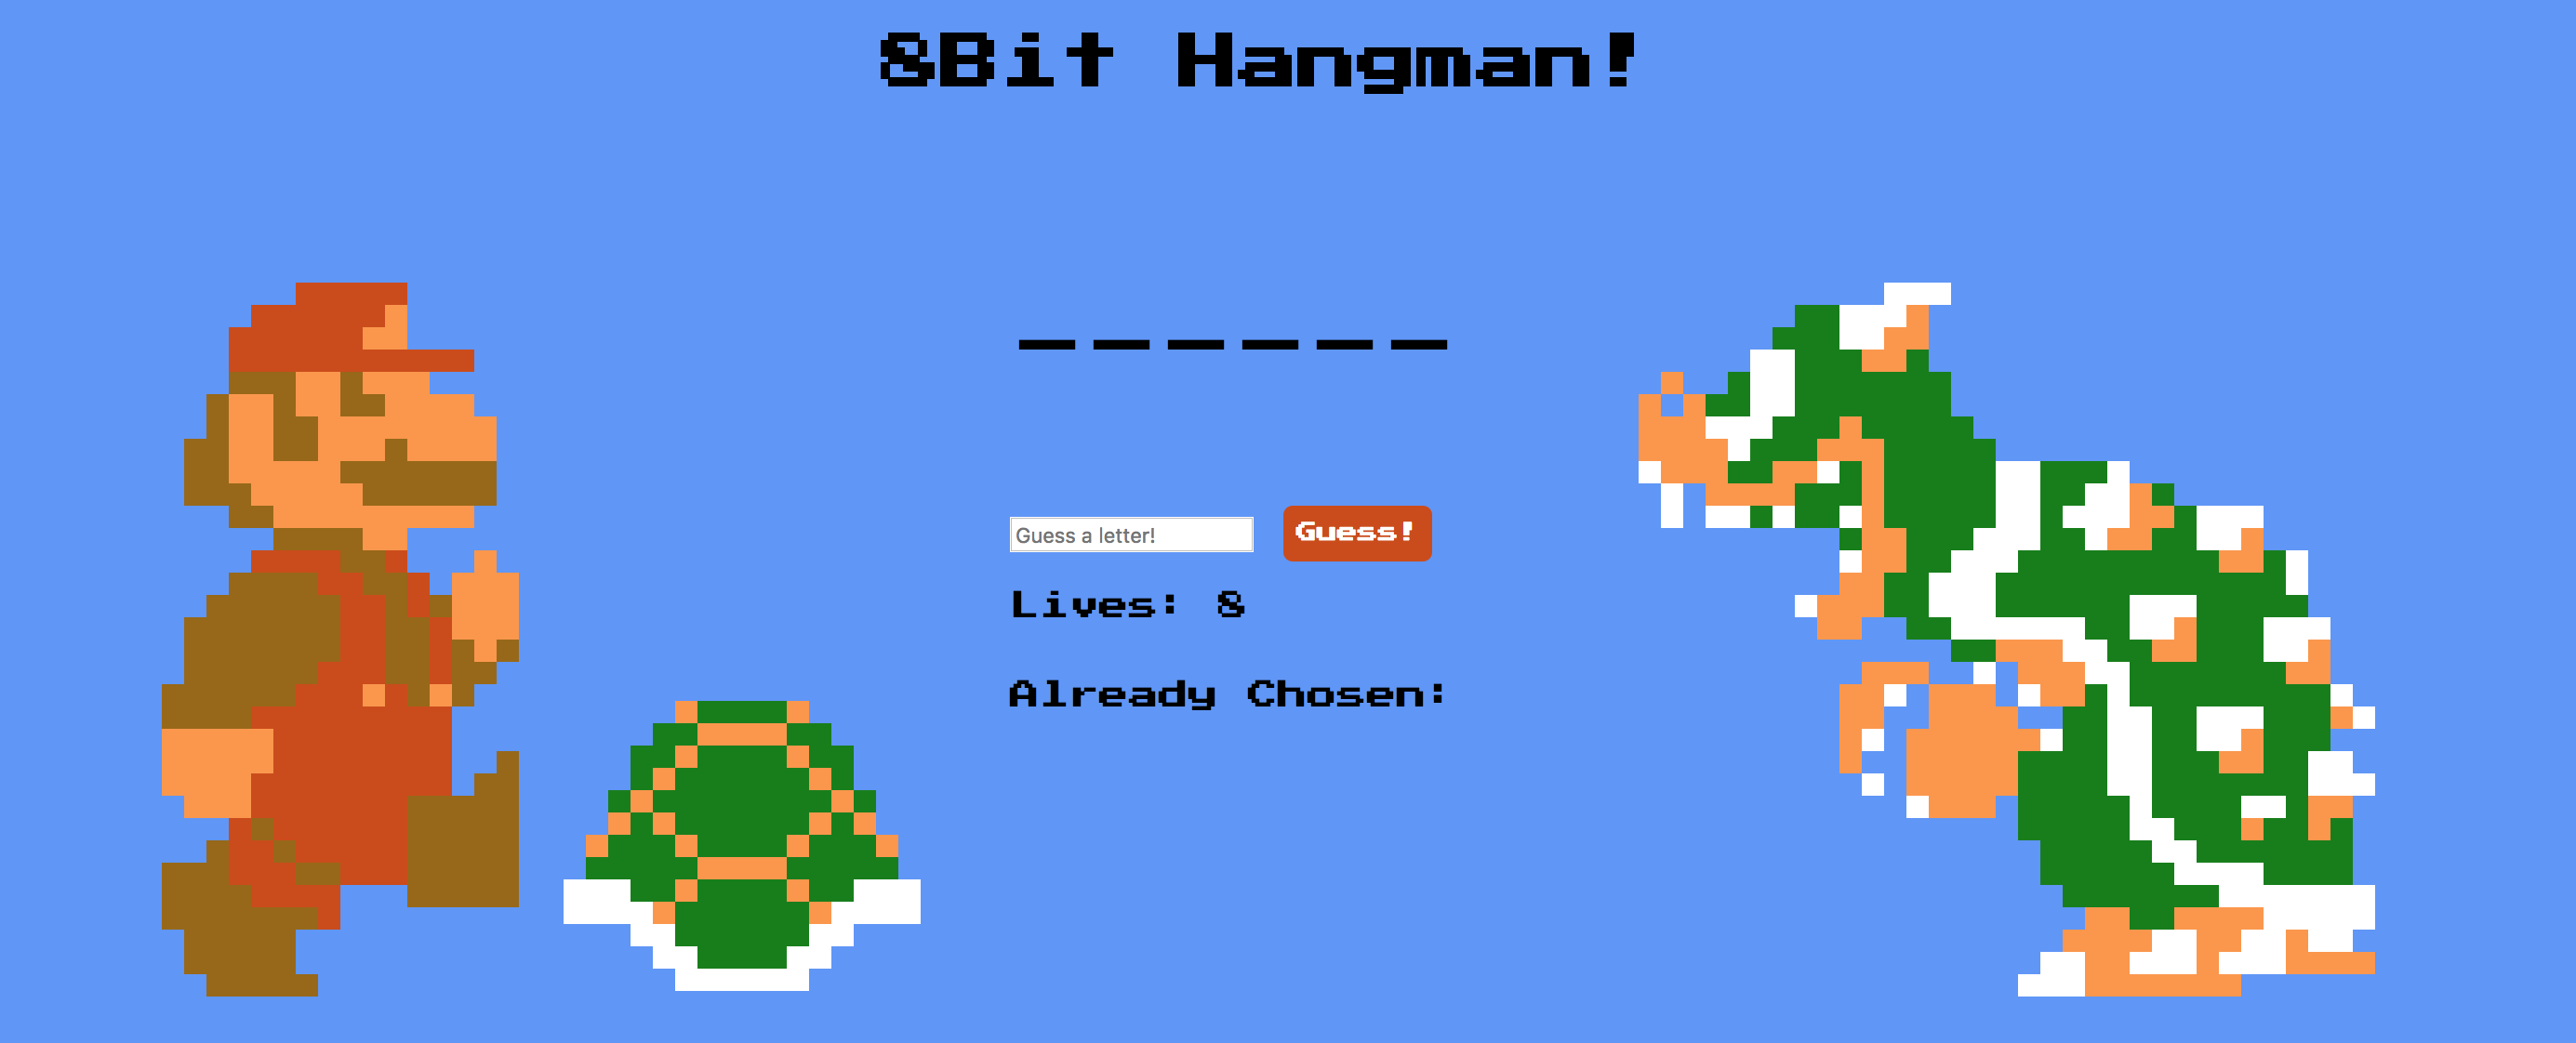 8Bit Hangman!
_ _ _ _ _ _
Guess a letter! Guess!
Lives: 8
Already Chosen: